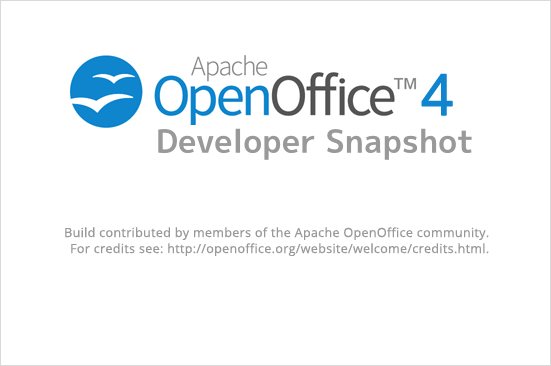 Apache
OpenOffice™ 4
Developer Snapshot
Build contributed by members of the Apache OpenOffice community.
For credits see: http://openoffice.org/website/welcome/credits.html.